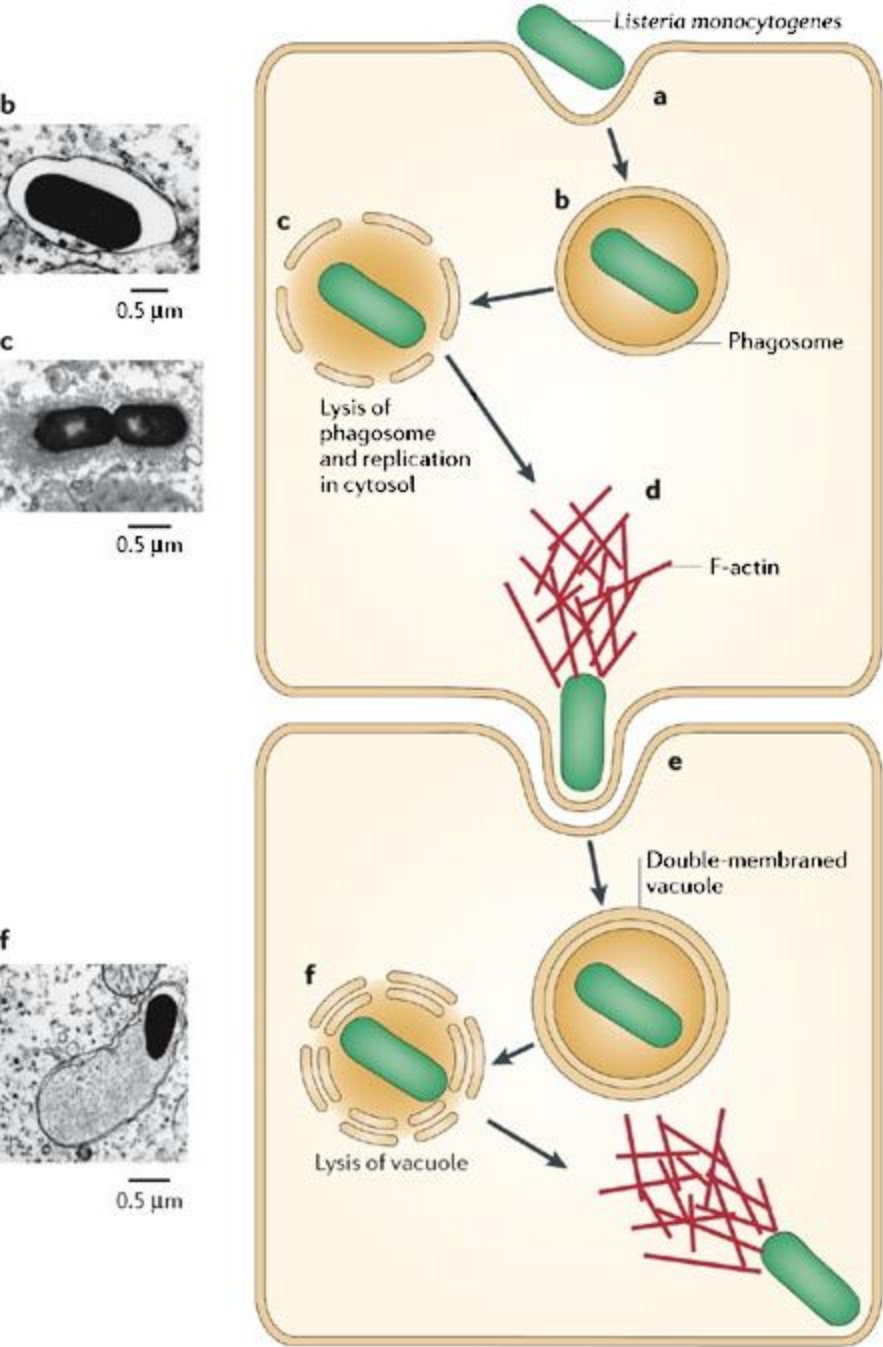 Listeria monocytogenes
a
b
b
c
0.5 µm
Phagosome
c
Lysis of
phagosome
and replication
in cytosol
0.5 µm
d
F-actin
e
Double-membraned
vacuole
f
f
Lysis of vacuole
0.5 µm